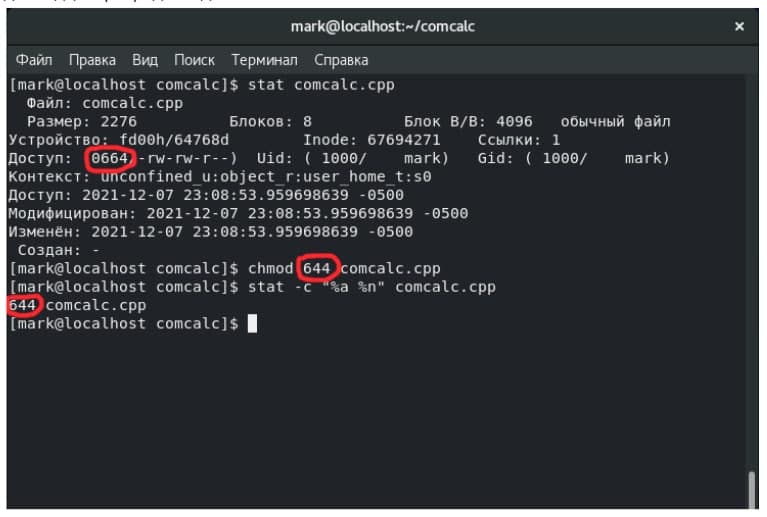 mark@localhost:~/comcalc ×
Файл Правка Вид Поиск Терминал Справка
[mark@localhost comcalc]$ stat comcalc.cpp
Файл: comcalc.cpp
Размер: 2276 Блоков: 8 Блок В/В: 4096 обычный файл
Устройство: fd00h/64768d Inode: 67694271 Ссылки: 1
Доступ: (0664/-rw-rw-r--) Uid: ( 1000/ mark) Gid: ( 1000/ mark)
Контекст: unconfined_u:object_r:user_home_t:s0
Доступ: 2021-12-07 23:08:53.959698639 -0500
Модифицирован: 2021-12-07 23:08:53.959698639 -0500
Изменён: 2021-12-07 23:08:53.959698639 -0500
Создан: -
[mark@localhost comcalc]$ chmod 644 comcalc.cpp
[mark@localhost comcalc]$ stat -c "%a %n" comcalc.cpp
644 comcalc.cpp
[mark@localhost comcalc]$